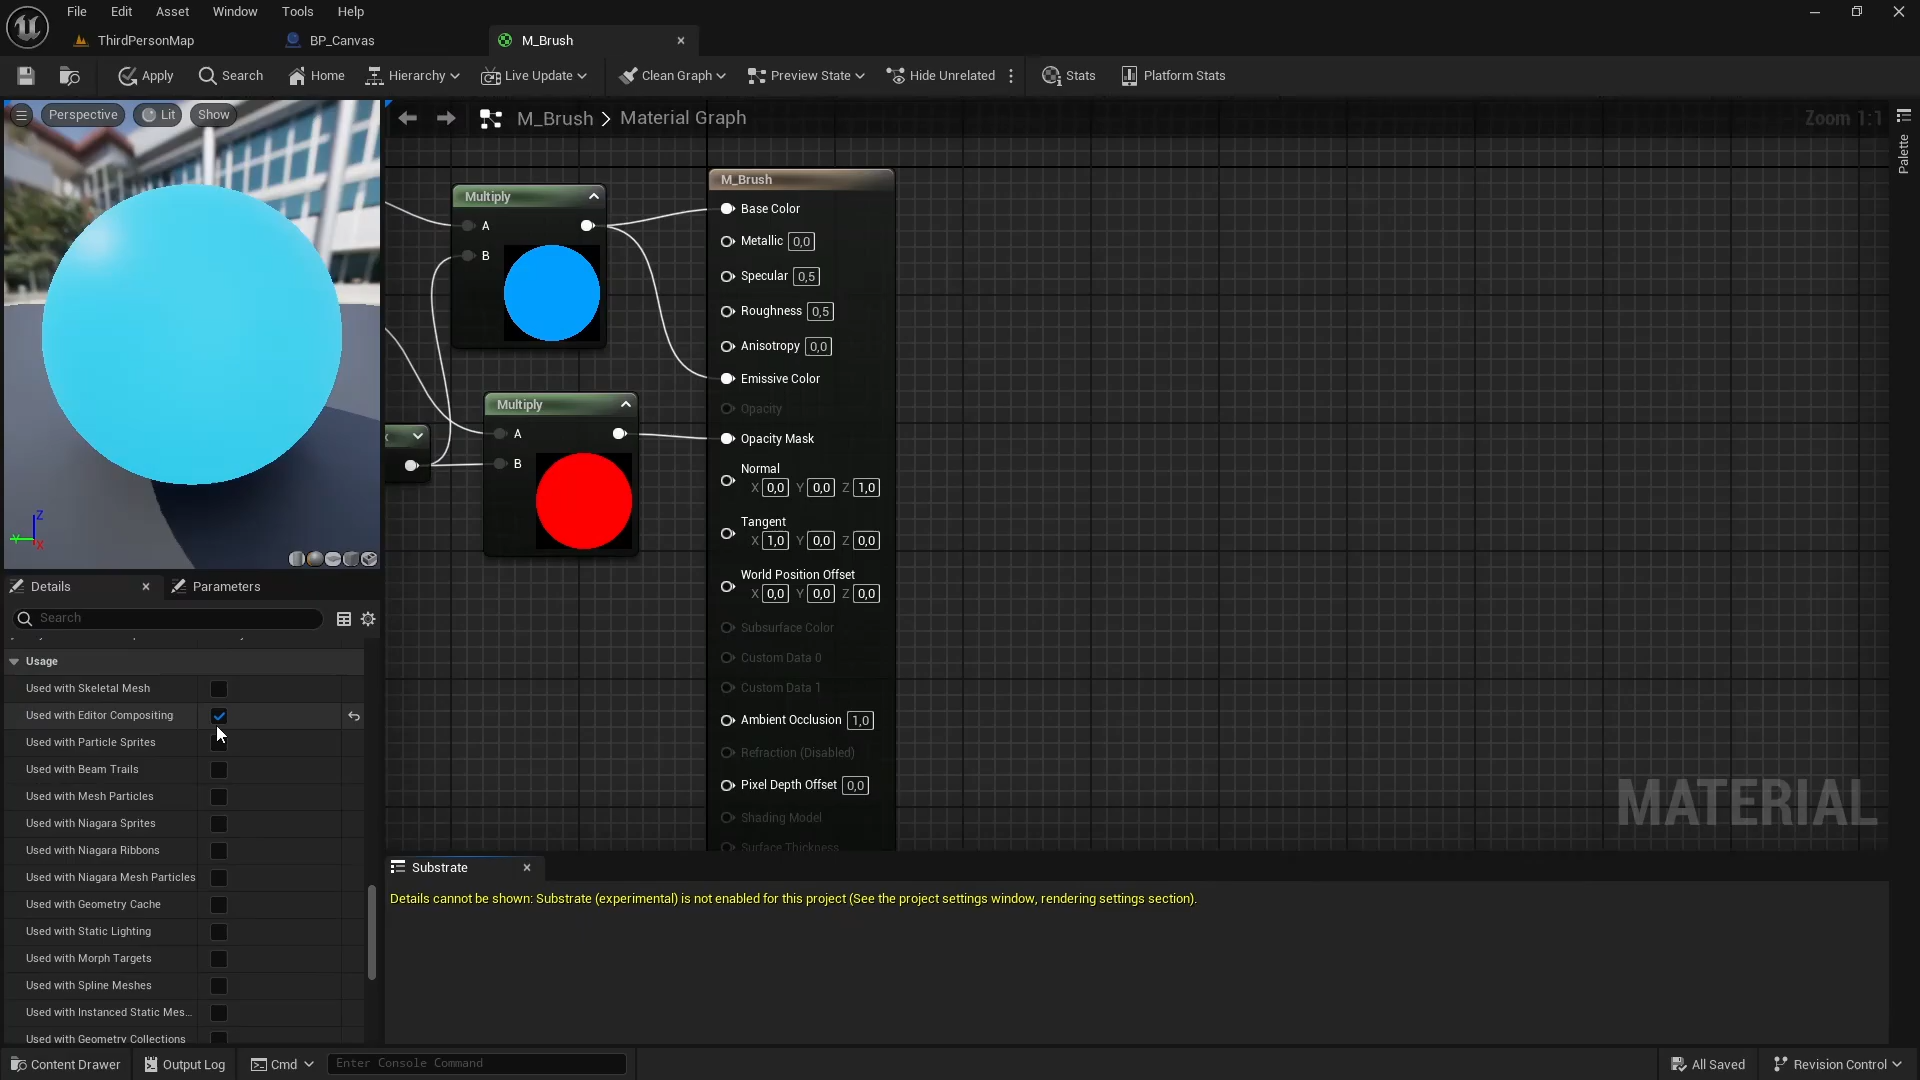 File Edit Asset Window Tools Help
ThirdPersonMap BP_Canvas M_Brush
Apply Search Home Hierarchy Live Update Clean Graph Preview State Hide Unrelated Stats Platform Stats
Perspective Lit Show
M_Brush > Material Graph
Zoom 1:1
Palette
Multiply
A
B
Multiply
A
B
M_Brush
Base Color
Metallic 0,0
Specular 0,5
Roughness 0,5
Anisotropy 0,0
Emissive Color
Opacity
Opacity Mask
Normal
X 0,0 Y 0,0 Z 1,0
Tangent
X 1,0 Y 0,0 Z 0,0
World Position Offset
X 0,0 Y 0,0 Z 0,0
Subsurface Color
Custom Data 0
Custom Data 1
Ambient Occlusion 1,0
Refraction (Disabled)
Pixel Depth Offset 0,0
Shading Model
Surface Thickness
MATERIAL
Z
Y
X
Details Parameters
Search
Usage
Used with Skeletal Mesh
Used with Editor Compositing
Used with Particle Sprites
Used with Beam Trails
Used with Mesh Particles
Used with Niagara Sprites
Used with Niagara Ribbons
Used with Niagara Mesh Particles
Used with Geometry Cache
Used with Static Lighting
Used with Morph Targets
Used with Spline Meshes
Used with Instanced Static Mes...
Used with Geometry Collections
Substrate
Details cannot be shown: Substrate (experimental) is not enabled for this project (See the project settings window, rendering settings section).
Content Drawer Output Log Cmd Enter Console Command All Saved Revision Control